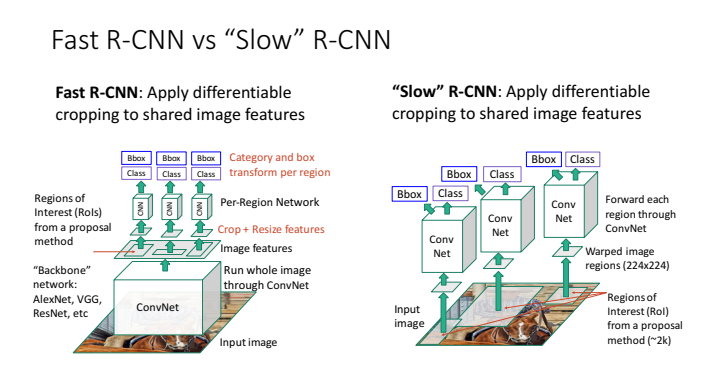 Fast R-CNN vs “Slow” R-CNN
Fast R-CNN: Apply differentiable
cropping to shared image features
Bbox
Bbox
Bbox
Class
Class
Class
Category and box
transform per region
CNN
CNN
CNN
Per-Region Network
Regions of
Interest (RoIs)
from a proposal
method
Crop + Resize features
Image features
“Backbone”
network:
AlexNet, VGG,
ResNet, etc
Run whole image
through ConvNet
ConvNet
Input image
“Slow” R-CNN: Apply differentiable
cropping to shared image features
Bbox
Class
Bbox
Class
Bbox
Class
Conv
Net
Conv
Net
Conv
Net
Forward each
region through
ConvNet
Warped image
regions (224x224)
Input
image
Regions of
Interest (RoI)
from a proposal
method (~2k)